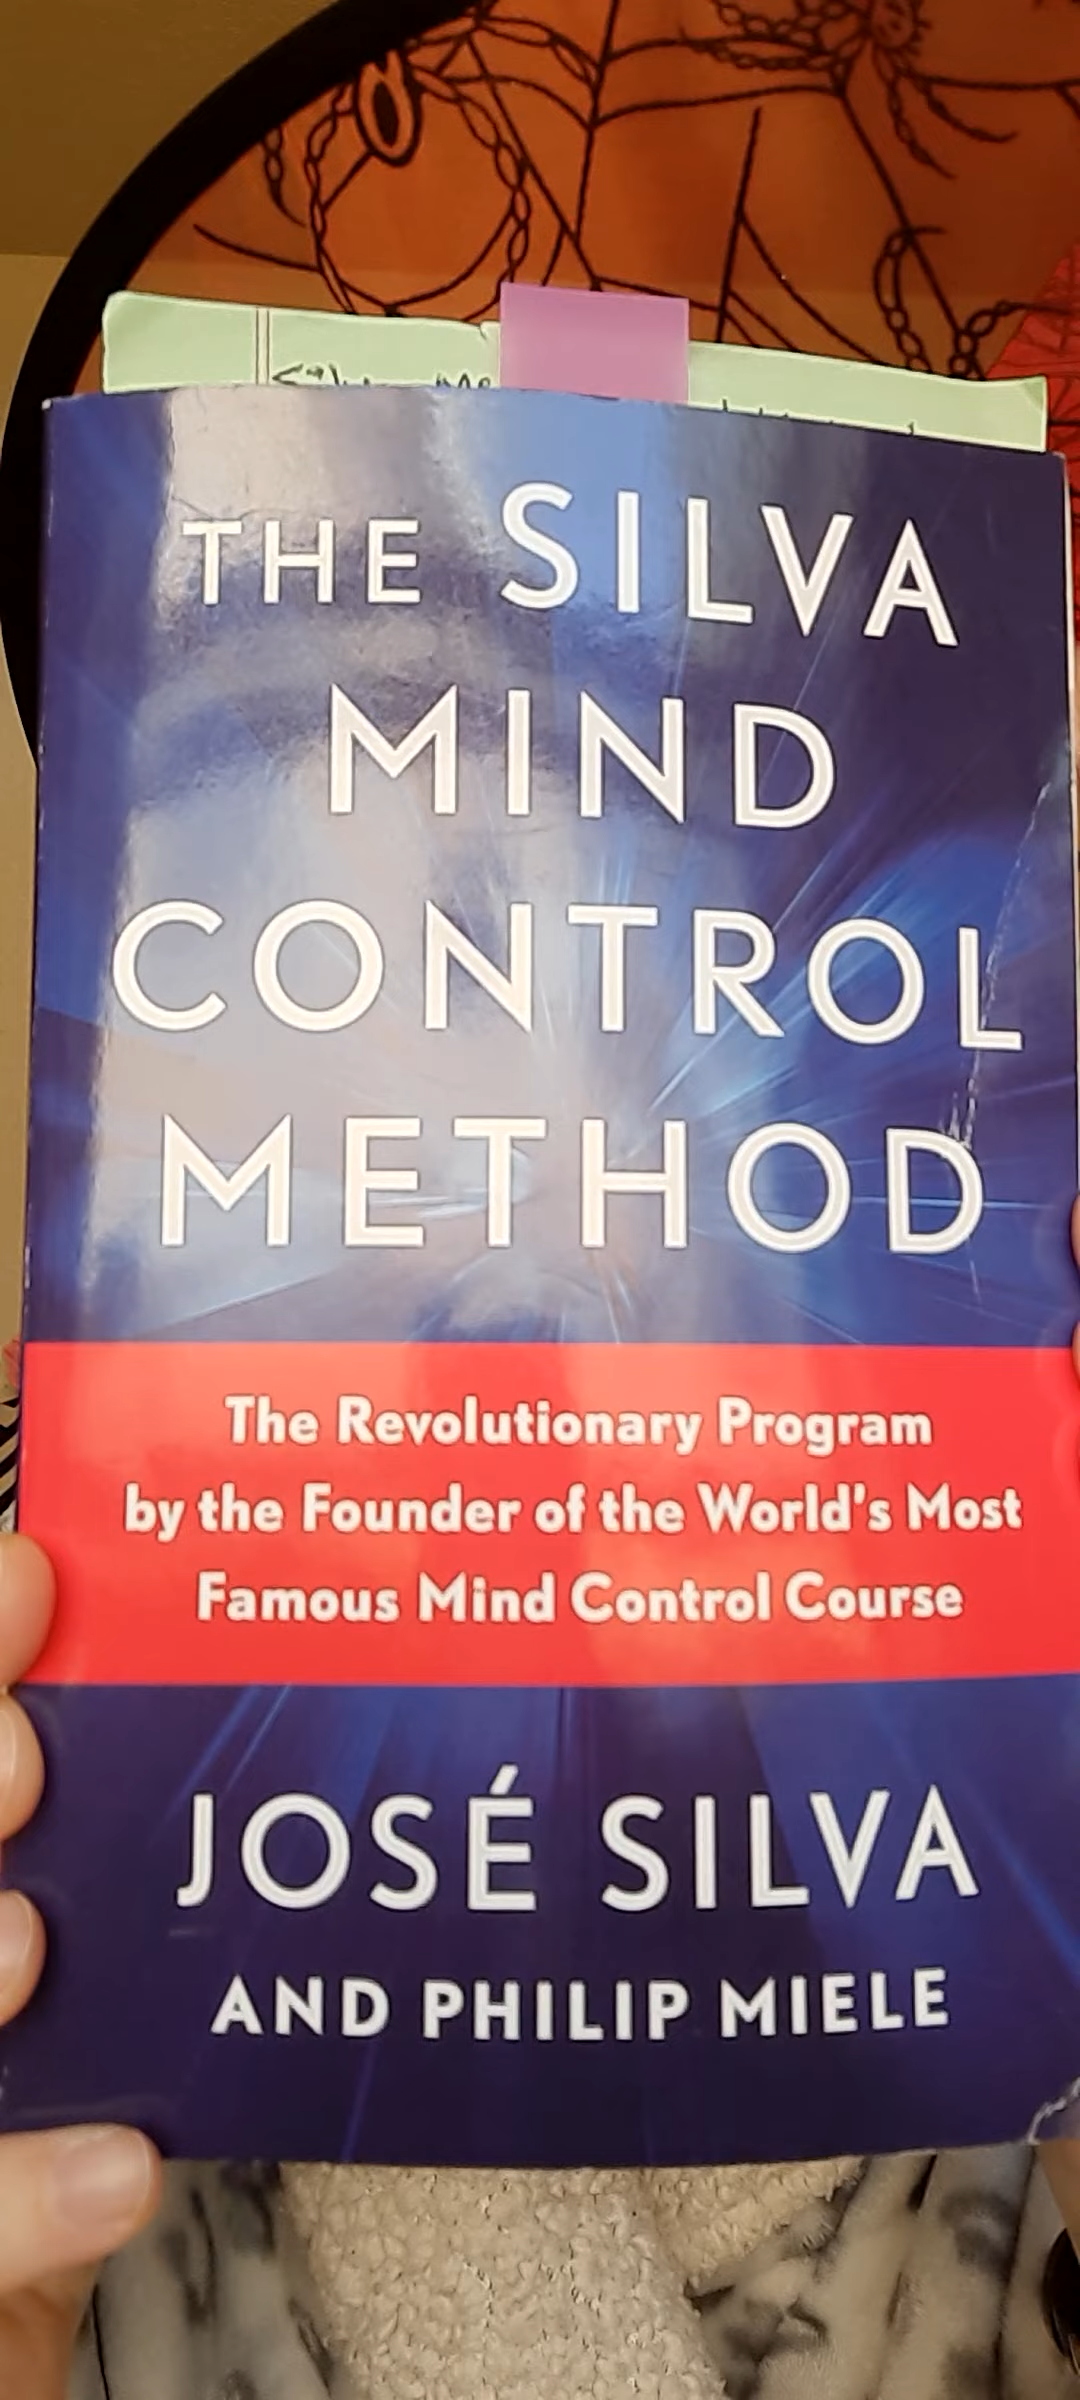 THE SILVA
MIND
CONTROL
METHOD
The Revolutionary Program
by the Founder of the World's Most
Famous Mind Control Course
JOSÉ SILVA
AND PHILIP MIELE